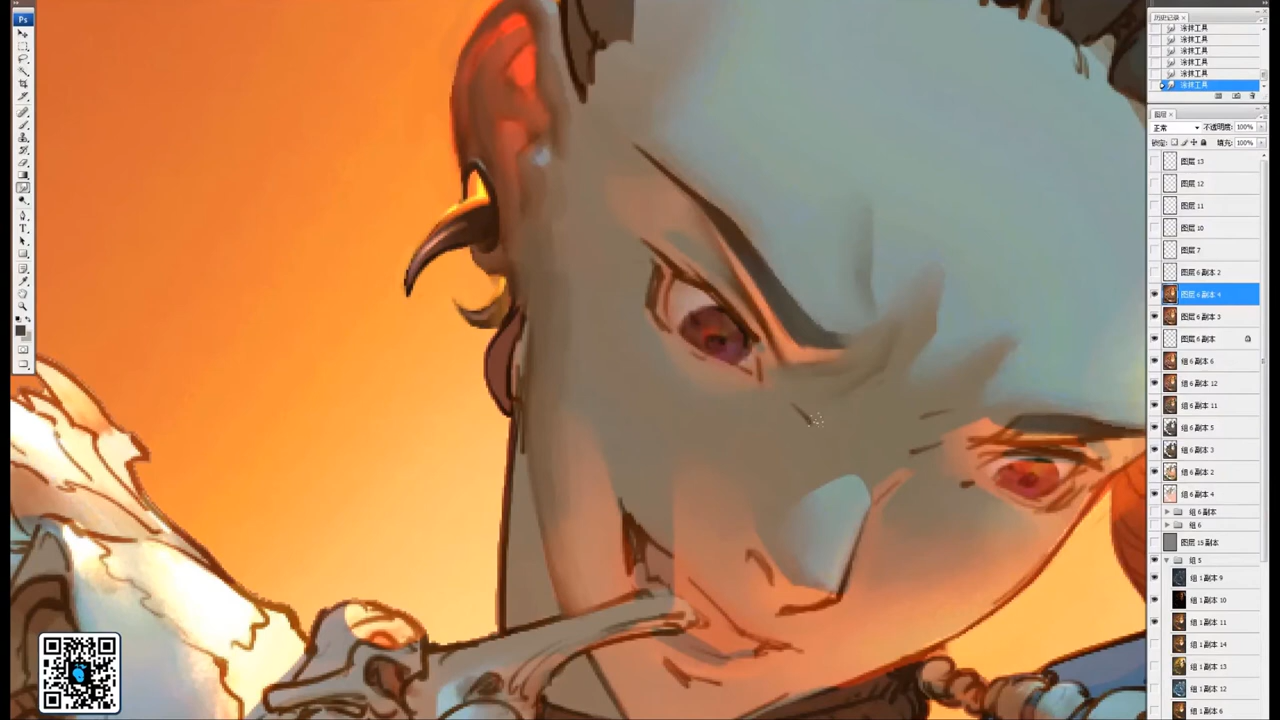 Ps
历史记录
涂抹工具
涂抹工具
涂抹工具
涂抹工具
涂抹工具
涂抹工具
图层
正常
不透明度: 100%
锁定:
填充: 100%
图层 13
图层 12
图层 11
图层 10
图层 7
图层 6 副本 2
图层 6 副本 4
图层 6 副本 3
图层 6 副本
组 6 副本 6
组 6 副本 12
组 6 副本 11
组 6 副本 5
组 6 副本 3
组 6 副本 2
组 6 副本 4
组 6 副本
组 6
图层 15 副本
组 5
组 1 副本 9
组 1 副本 10
组 1 副本 11
组 1 副本 14
组 1 副本 13
组 1 副本 12
组 1 副本 6